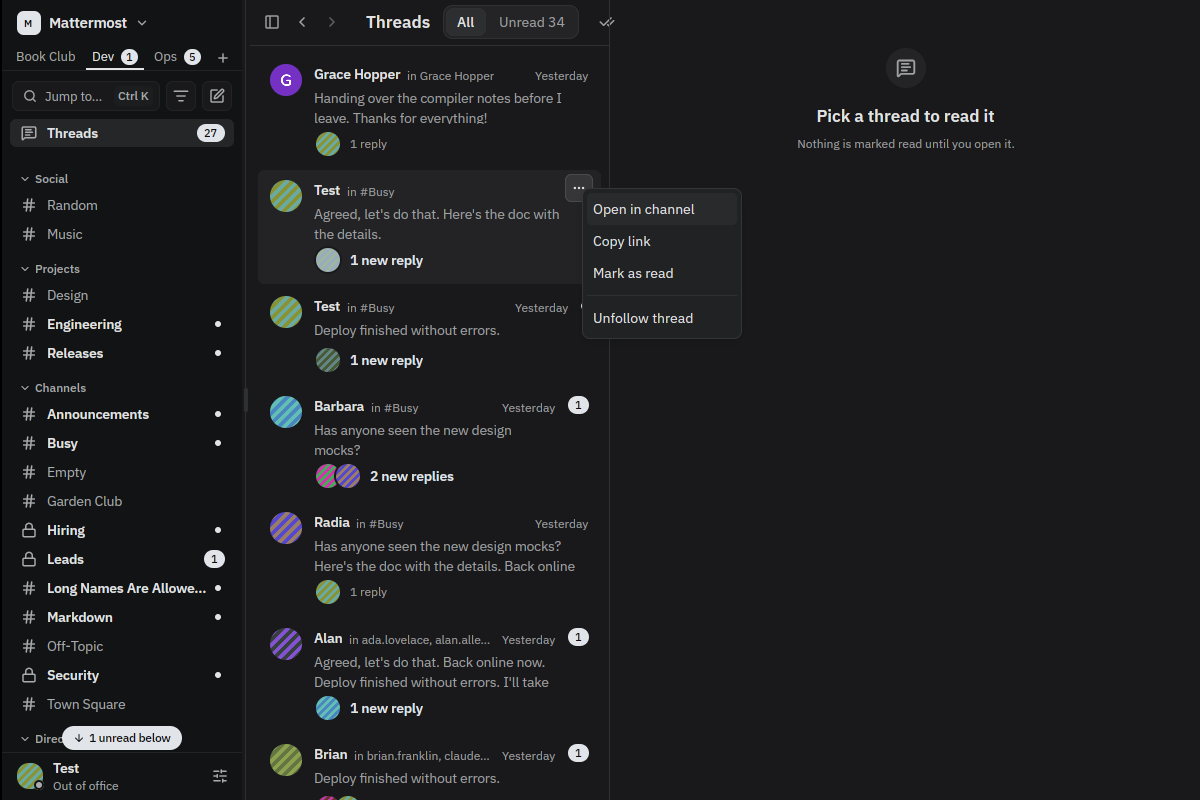 M Mattermost
Book Club Dev 1 Ops 5
Jump to... Ctrl K
Threads 27
Social
Random
Music
Projects
Design
Engineering
Releases
Channels
Announcements
Busy
Empty
Garden Club
Hiring
Leads 1
Long Names Are Allowe...
Markdown
Off-Topic
Security
Town Square
Direc
1 unread below
Test
Out of office
Threads All Unread 34
G Grace Hopper in Grace Hopper Yesterday
Handing over the compiler notes before I
leave. Thanks for everything!
1 reply
Test in #Busy
Agreed, let's do that. Here's the doc with
the details.
1 new reply
Test in #Busy Yesterday
Deploy finished without errors.
1 new reply
Barbara in #Busy Yesterday 1
Has anyone seen the new design
mocks?
2 new replies
Radia in #Busy Yesterday
Has anyone seen the new design mocks?
Here's the doc with the details. Back online
1 reply
Alan in ada.lovelace, alan.alle... Yesterday 1
Agreed, let's do that. Back online now.
Deploy finished without errors. I'll take
1 new reply
Brian in brian.franklin, claude... Yesterday 1
Deploy finished without errors.
Open in channel
Copy link
Mark as read
Unfollow thread
Pick a thread to read it
Nothing is marked read until you open it.